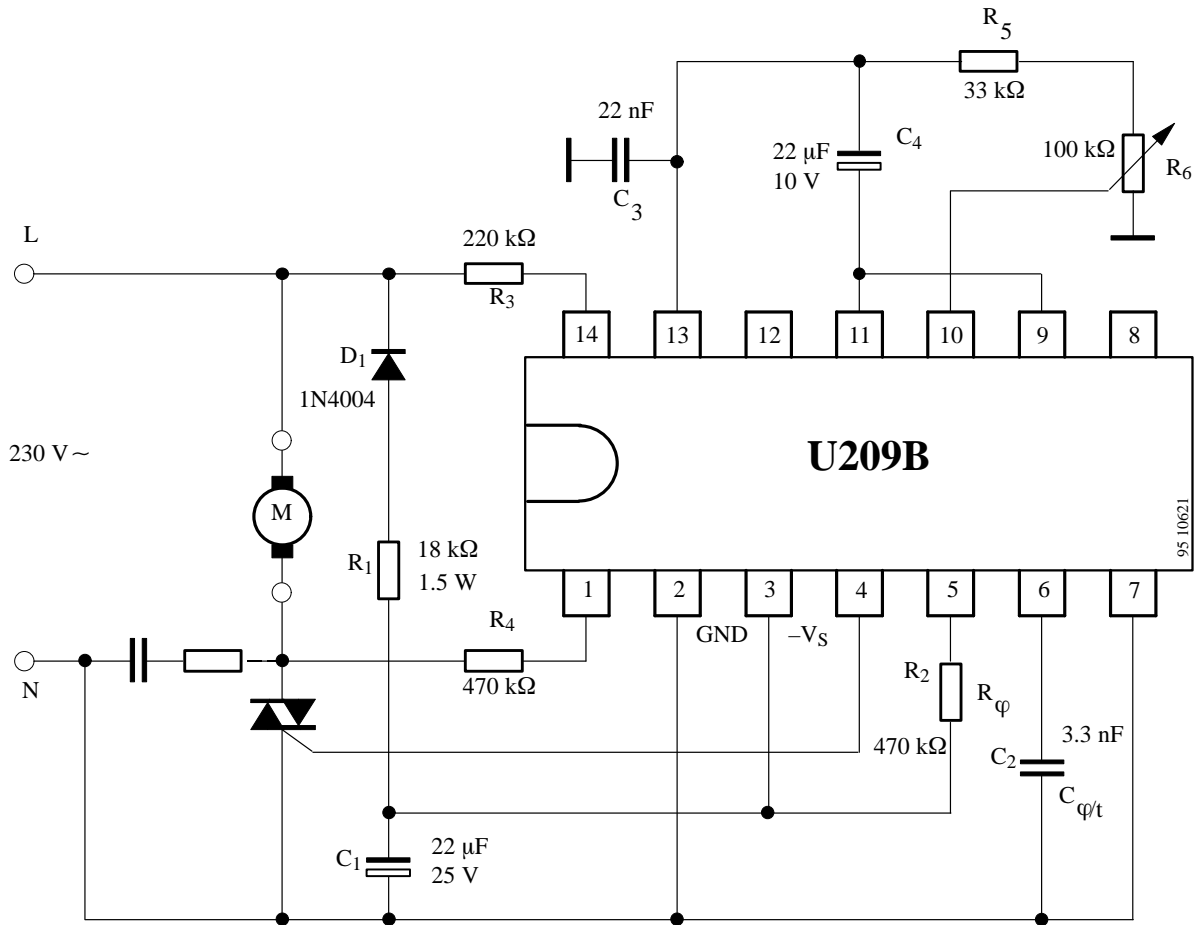 R5
33 kΩ
22 nF
C3
22 μF
10 V
C4
100 kΩ
R6
L
220 kΩ
R3
14 13 12 11 10 9 8
D1
1N4004
230 V~
U209B
M
95 10621
R1
18 kΩ
1.5 W
1 2 3 4 5 6 7
GND
–VS
R4
470 kΩ
N
R2
Rφ
470 kΩ
3.3 nF
C2
Cφ/t
C1
22 μF
25 V